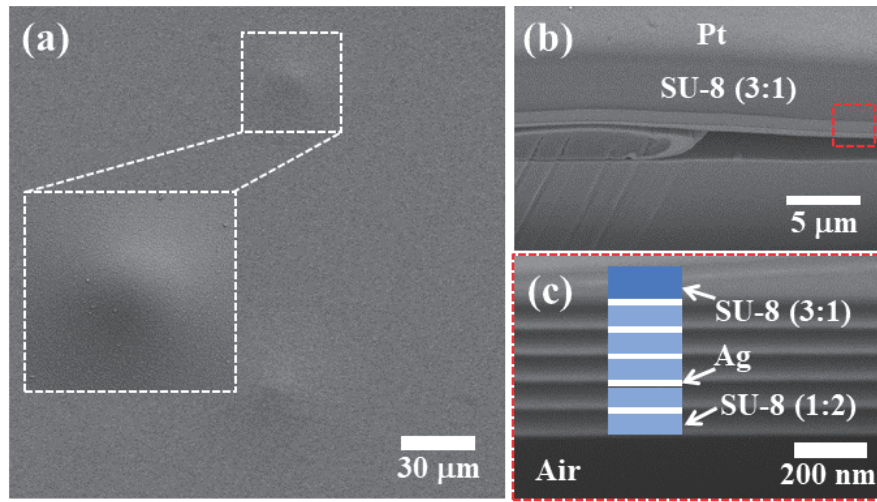 (a)
30 μm
(b)
Pt
SU-8 (3:1)
5 μm
(c)
SU-8 (3:1)
Ag
SU-8 (1:2)
Air
200 nm